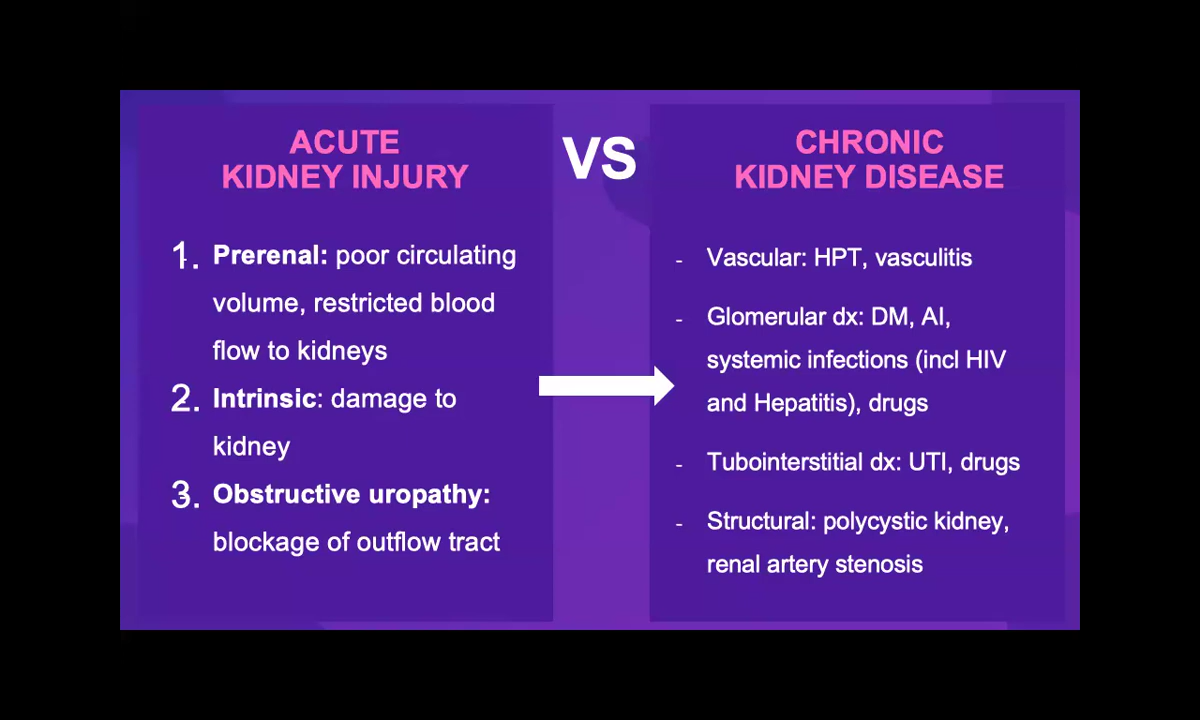 ACUTE
KIDNEY INJURY
1. Prerenal: poor circulating
volume, restricted blood
flow to kidneys
2. Intrinsic: damage to
kidney
3. Obstructive uropathy:
blockage of outflow tract
VS
CHRONIC
KIDNEY DISEASE
- Vascular: HPT, vasculitis
- Glomerular dx: DM, AI,
systemic infections (incl HIV
and Hepatitis), drugs
- Tubointerstitial dx: UTI, drugs
- Structural: polycystic kidney,
renal artery stenosis